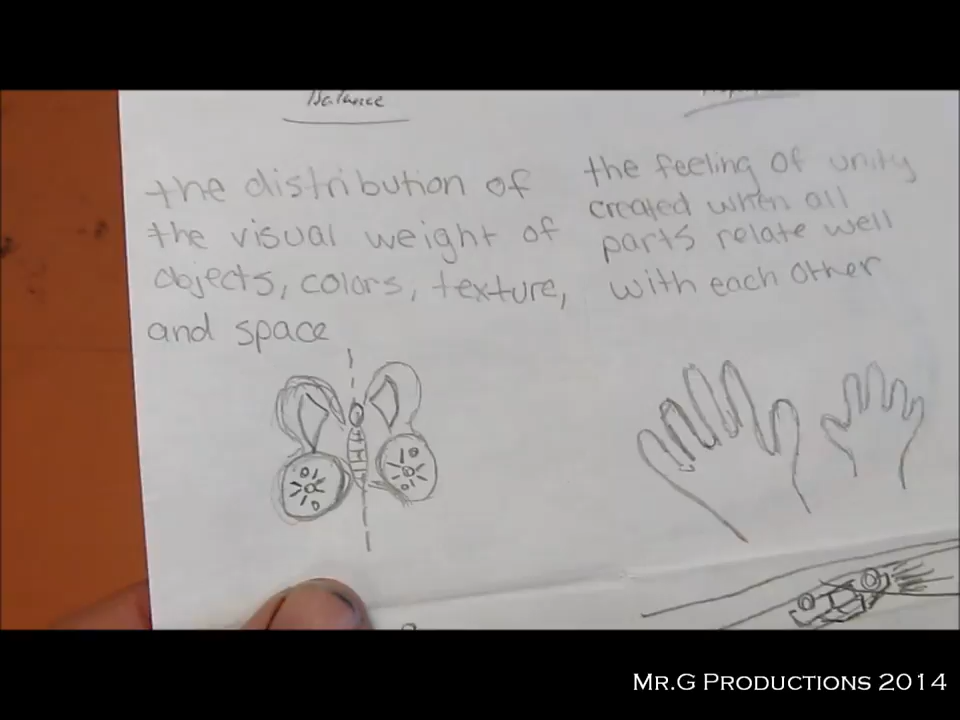 Balance
the distribution of
the visual weight of
objects, colors, texture,
and space
the feeling of unity
created when all
parts relate well
with each other
Mr.G Productions 2014